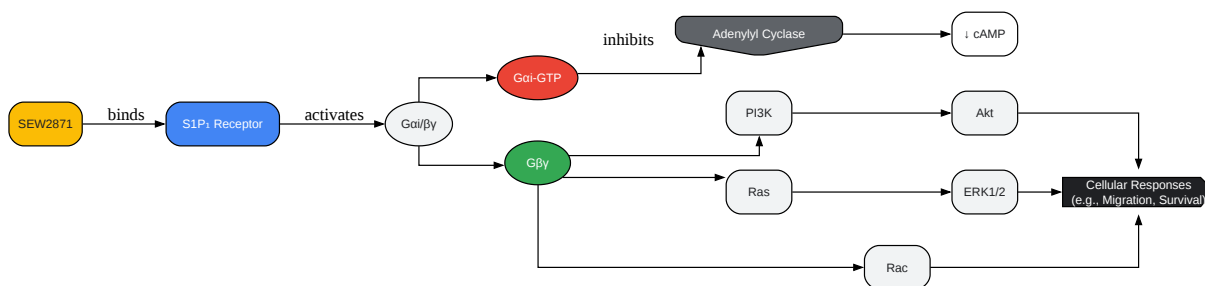 SEW2871
binds
S1P₁ Receptor
activates
Gαi/βγ
Gαi-GTP
inhibits
Adenylyl Cyclase
↓ cAMP
Gβγ
PI3K
Akt
Ras
ERK1/2
Rac
Cellular Responses
(e.g., Migration, Survival)